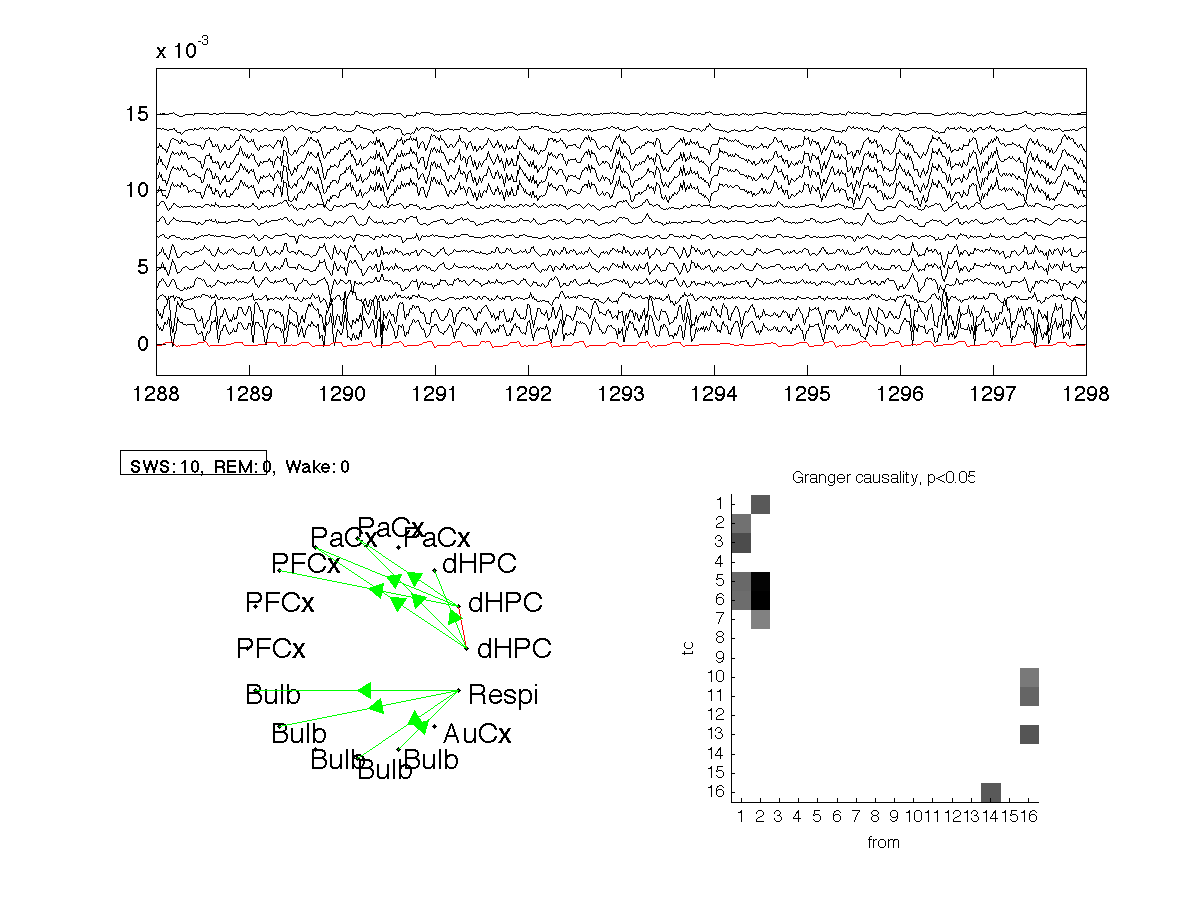 x 10-3
15
10
5
0
1288 1289 1290 1291 1292 1293 1294 1295 1296 1297 1298
SWS:10, REM:0, Wake:0
Granger causality, p<0.05
PaCx
PaCx PaCx
PFCx dHPC
PFCx dHPC
PFCx dHPC
Bulb Respi
Bulb AuCx
Bulb Bulb
Bulb
1
2
3
4
5
6
7
8
9
10
11
12
13
14
15
16
tc
1 2 3 4 5 6 7 8 9 10 11 12 13 14 15 16
from